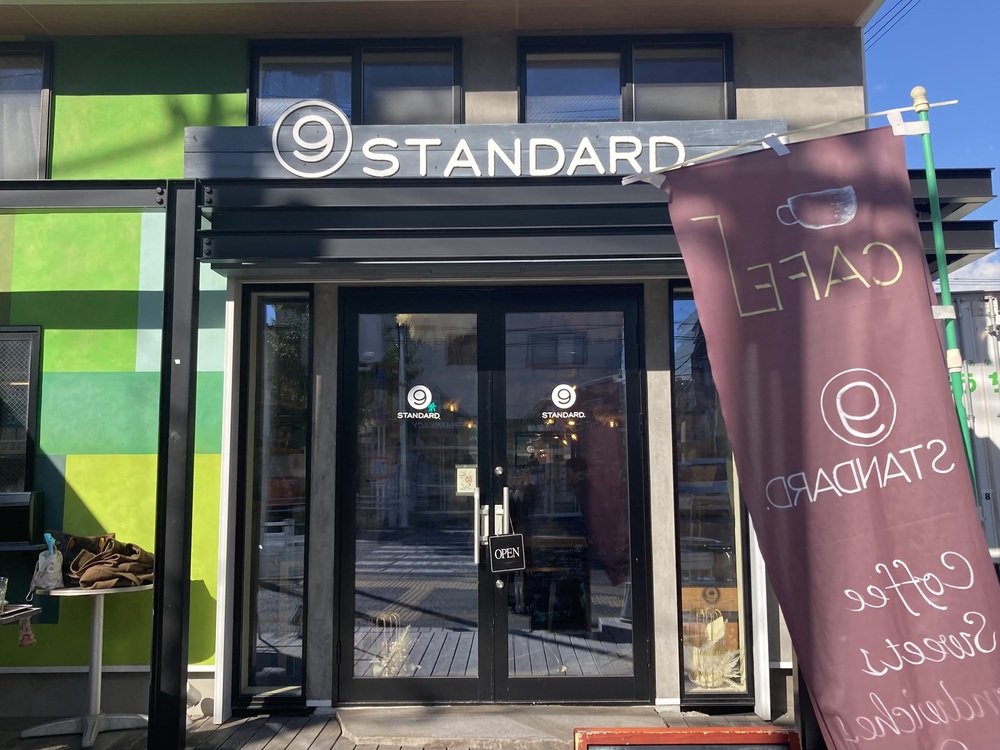 9 STANDARD
CAFE
9
STANDARD.
Coffee
Sweets
9
STANDARD.
9
STANDARD.
OPEN